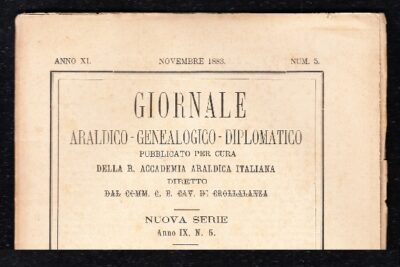 ANNO XI. NOVEMBRE 1883. NUM. 5.
GIORNALE
ARALDICO-GENEALOGICO-DIPLOMATICO
PUBBLICATO PER CURA
DELLA R. ACCADEMIA ARALDICA ITALIANA
DIRETTO
DAL COMM. G. B. CAV. DI CROLLALANZA
NUOVA SERIE
Anno IX. N. 5.